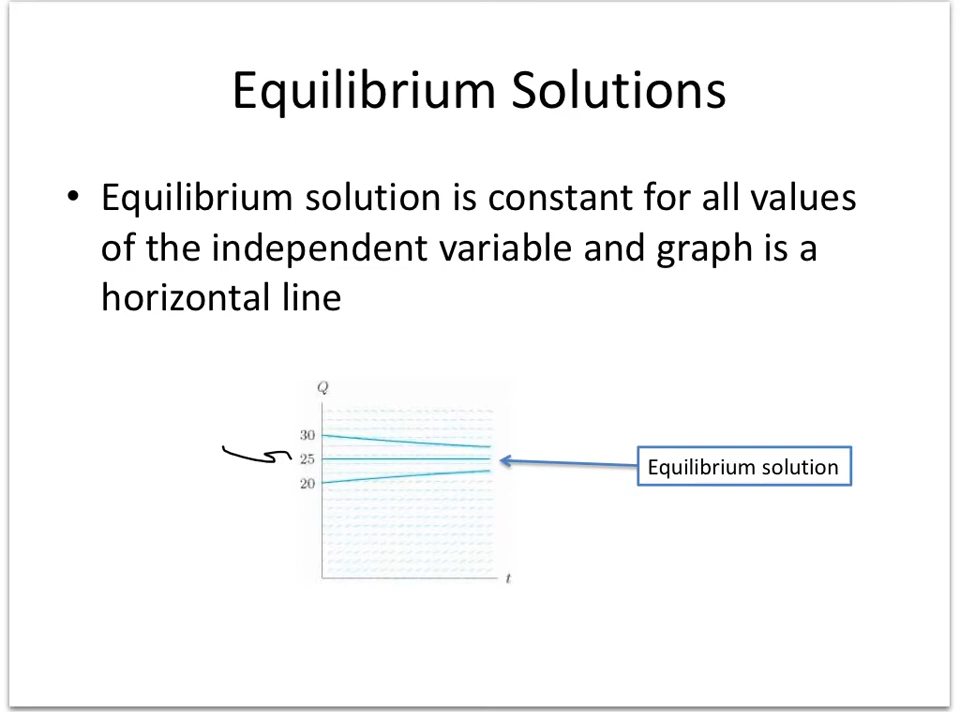 Equilibrium Solutions
• Equilibrium solution is constant for all values
of the independent variable and graph is a
horizontal line
Q
30
25
20
t
Equilibrium solution